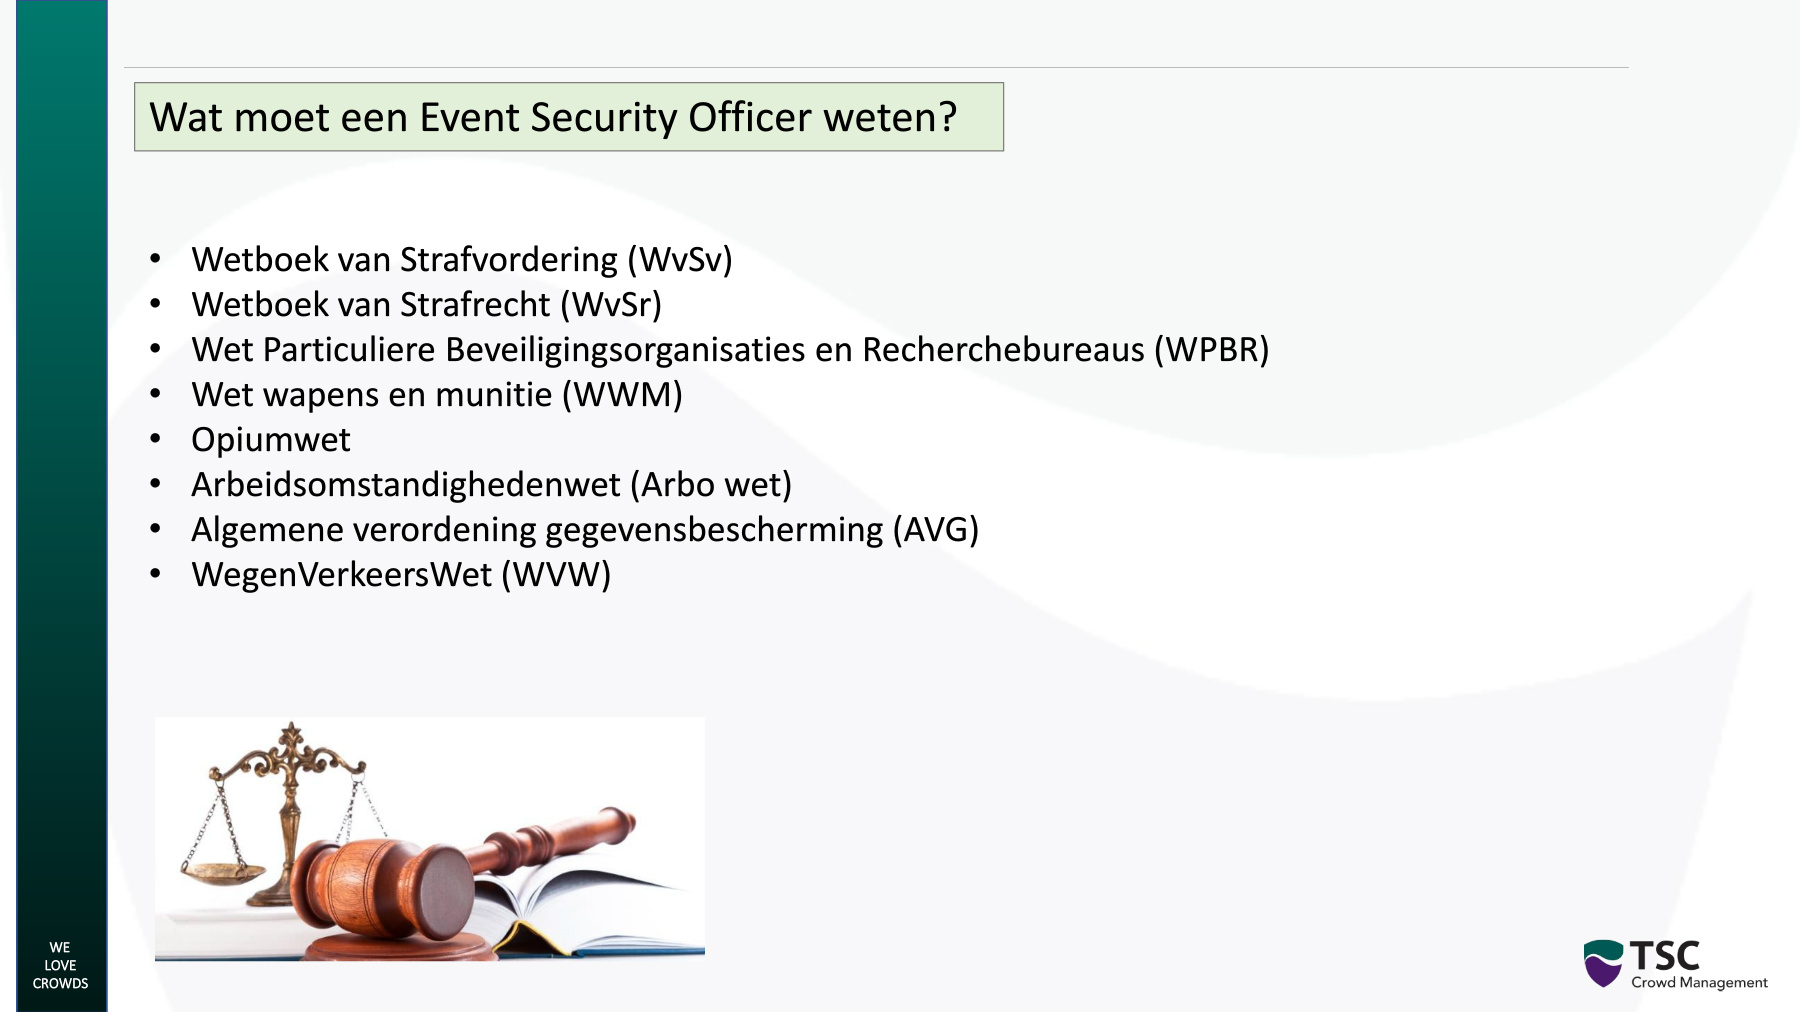 Wat moet een Event Security Officer weten?
• Wetboek van Strafvordering (WvSv)
• Wetboek van Strafrecht (WvSr)
• Wet Particuliere Beveiligingsorganisaties en Recherchebureaus (WPBR)
• Wet wapens en munitie (WWM)
• Opiumwet
• Arbeidsomstandighedenwet (Arbo wet)
• Algemene verordening gegevensbescherming (AVG)
• WegenVerkeersWet (WVW)
WE
LOVE
CROWDS
TSC
Crowd Management